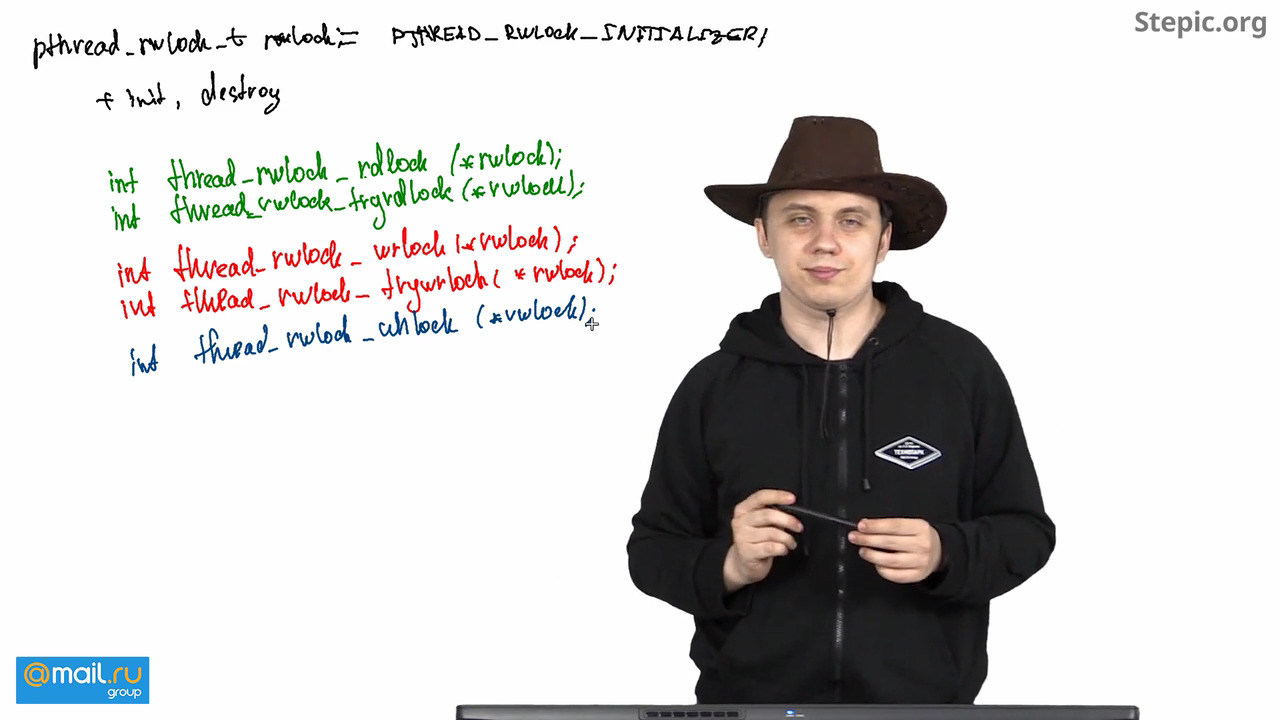 Stepic.org
pthread_rwlock_t rwlock = PTHREAD_RWLOCK_INITIALIZER;
+ init, destroy
int thread_rwlock_rdlock (*rwlock);
int thread_rwlock_tryrdlock (*rwlock);
int thread_rwlock_wrlock (*rwlock);
int thread_rwlock_trywrlock ( *rwlock);
int thread_rwlock_unlock (*rwlock);
ТЕХНОПАРК
@mail.ru
group